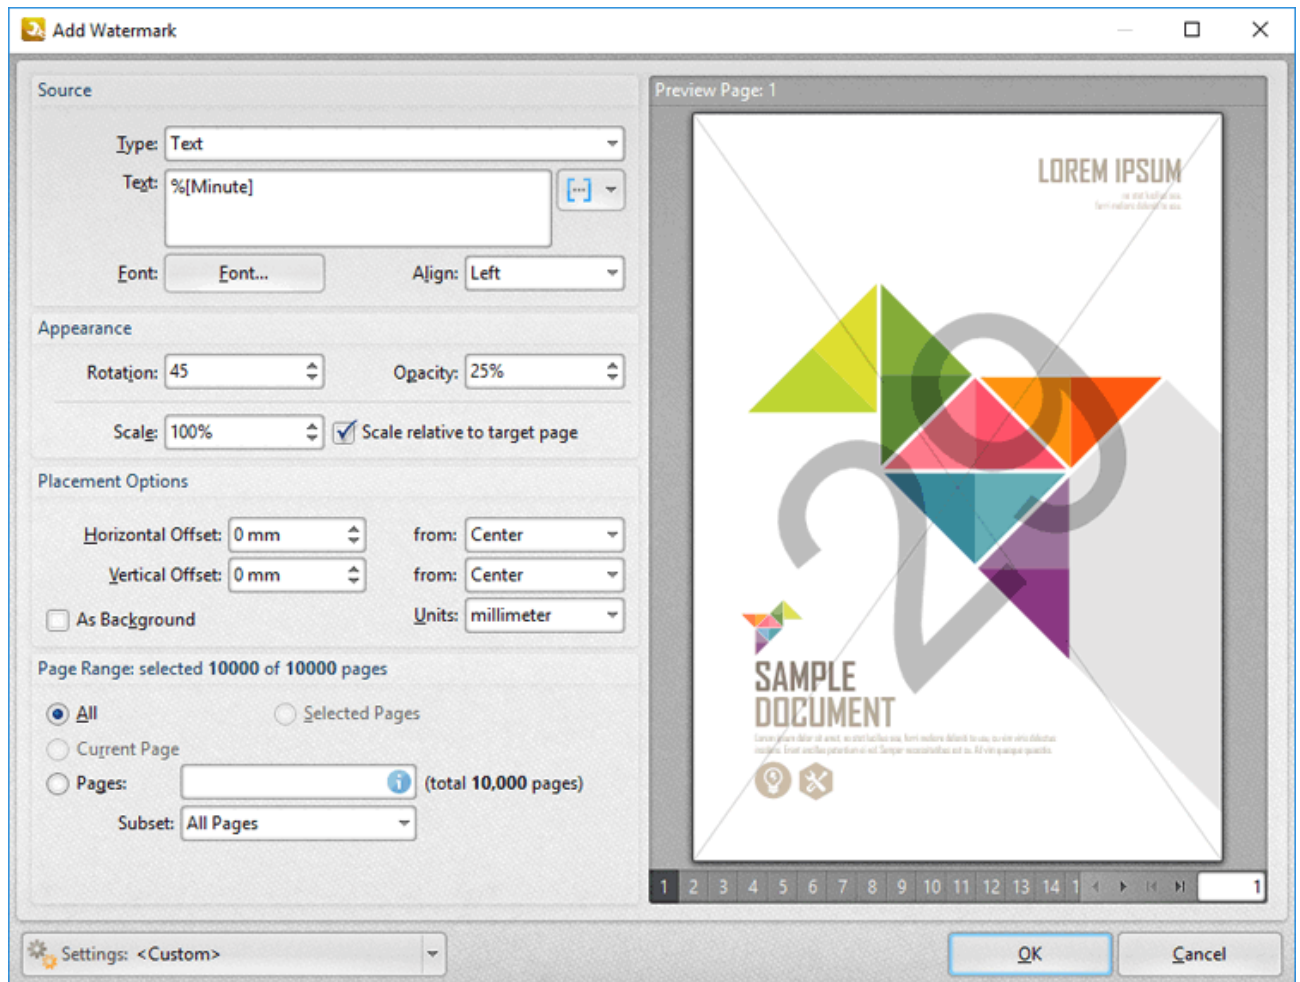 Add Watermark
Source
Type: Text
Text: %[Minute]
Font: Font... Align: Left
Appearance
Rotation: 45 Opacity: 25%
Scale: 100% Scale relative to target page
Placement Options
Horizontal Offset: 0 mm from: Center
Vertical Offset: 0 mm from: Center
As Background Units: millimeter
Page Range: selected 10000 of 10000 pages
All Selected Pages
Current Page
Pages: (total 10,000 pages)
Subset: All Pages
Settings: <Custom>
Preview Page: 1
LOREM IPSUM
29
SAMPLE
DOCUMENT
1 2 3 4 5 6 7 8 9 10 11 12 13 14 1 1
OK Cancel